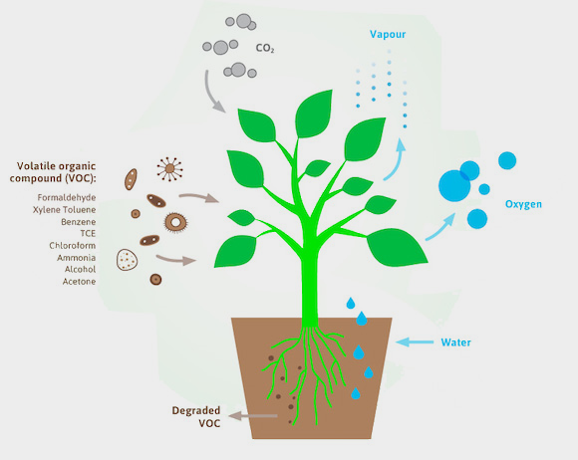 CO₂
Vapour
Volatile organic
compound (VOC):
Formaldehyde
Xylene Toluene
Benzene
TCE
Chloroform
Ammonia
Alcohol
Acetone
Oxygen
Water
Degraded
VOC